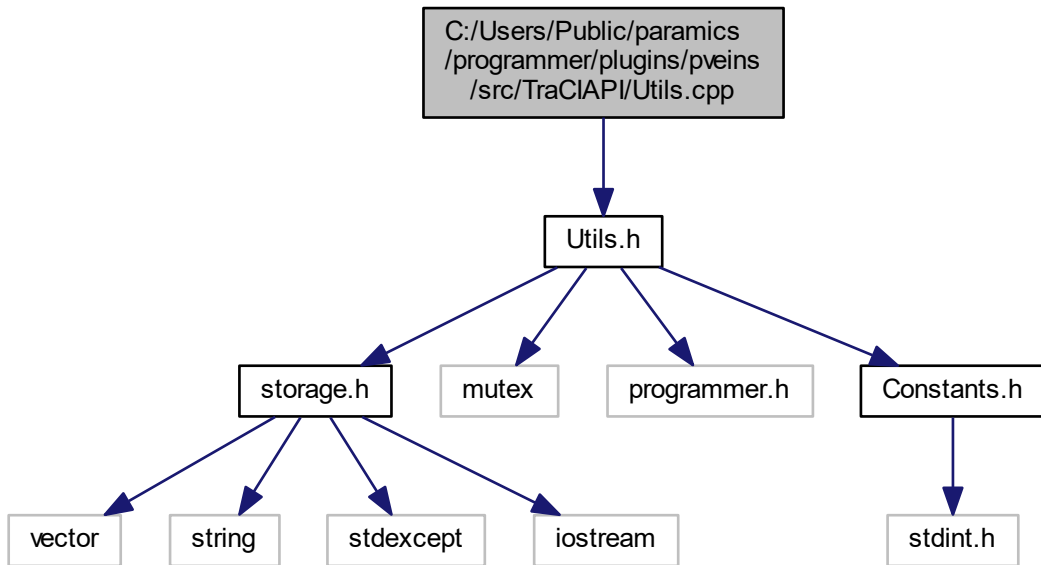 C:/Users/Public/paramics
/programmer/plugins/pveins
/src/TraCIAPI/Utils.cpp
Utils.h
storage.h
mutex
programmer.h
Constants.h
vector
string
stdexcept
iostream
stdint.h